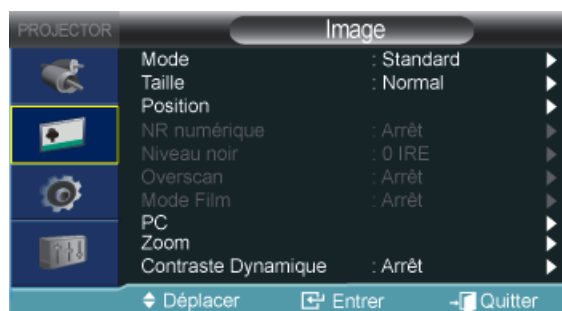 PROJECTOR
Image
Mode : Standard
Taille : Normal
Position
NR numérique : Arrêt
Niveau noir : 0 IRE
Overscan : Arrêt
Mode Film : Arrêt
PC
Zoom
Contraste Dynamique : Arrêt
Déplacer Entrer Quitter